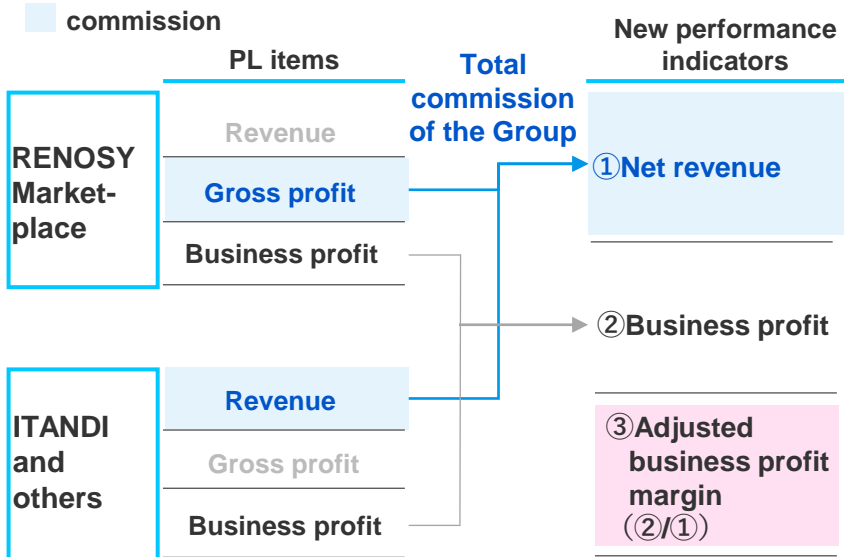 commission
PL items
Total
commission
of the Group
New performance
indicators
RENOSY
Market-
place
Revenue
Gross profit
Business profit
①Net revenue
②Business profit
ITANDI
and
others
Revenue
Gross profit
Business profit
③Adjusted
business profit
margin
（②/①）